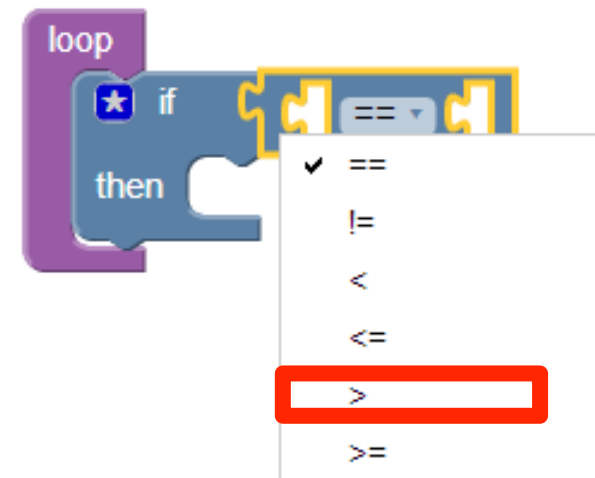 loop
if == 
then
✔ ==
!=
<
<=
>
>=